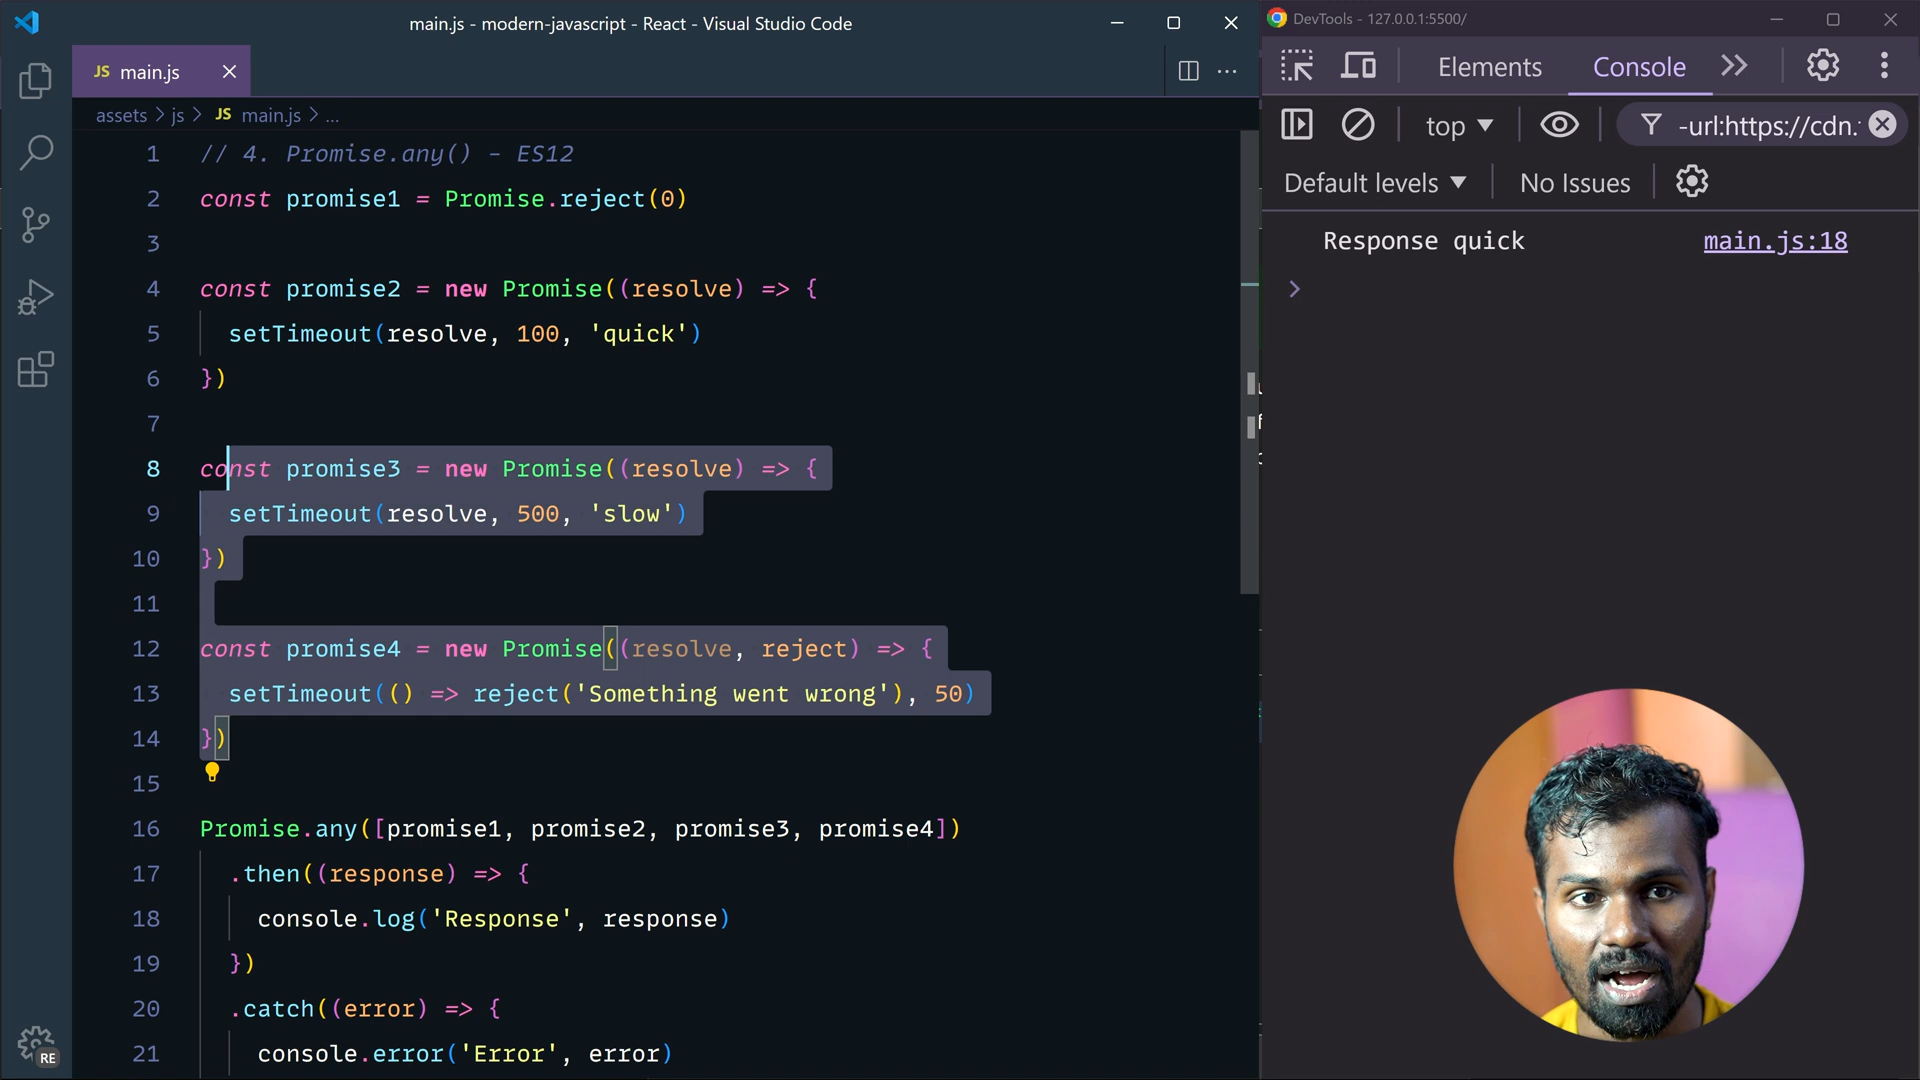 main.js - modern-javascript - React - Visual Studio Code
JS main.js
assets > js > JS main.js > ...
1 // 4. Promise.any() - ES12
2 const promise1 = Promise.reject(0)
3
4 const promise2 = new Promise((resolve) => {
5 setTimeout(resolve, 100, 'quick')
6 })
7
8 const promise3 = new Promise((resolve) => {
9 setTimeout(resolve, 500, 'slow')
10 })
11
12 const promise4 = new Promise((resolve, reject) => {
13 setTimeout(() => reject('Something went wrong'), 50)
14 })
15
16 Promise.any([promise1, promise2, promise3, promise4])
17 .then((response) => {
18 console.log('Response', response)
19 })
20 .catch((error) => {
21 console.error('Error', error)
RE
DevTools - 127.0.0.1:5500/
Elements Console
top -url:https://cdn.
Default levels No Issues
Response quick main.js:18
>